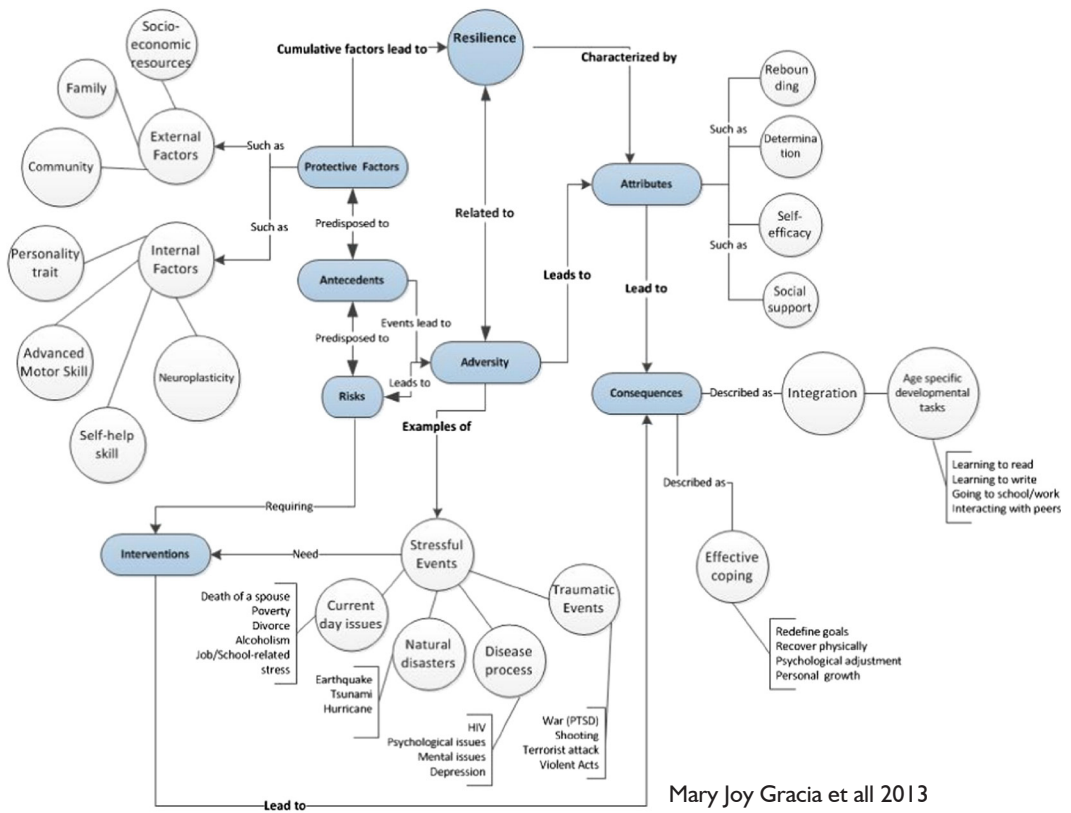 Socio-
economic
resources
Family
Community
External
Factors
Cumulative factors lead to
Resilience
Characterized by
Such as
Protective Factors
Such as
Predisposed to
Personality
trait
Internal
Factors
Advanced
Motor Skill
Self-help
skill
Neuroplasticity
Antecedents
Events lead to
Predisposed to
Risks
Leads to
Related to
Adversity
Leads to
Attributes
Such as
Such as
Reboun
ding
Determina
tion
Self-
efficacy
Social
support
Lead to
Consequences
Described as
Integration
Age specific
developmental
tasks
Learning to read
Learning to write
Going to school/work
Interacting with peers
Described as
Effective
coping
Redefine goals
Recover physically
Psychological adjustment
Personal growth
Examples of
Requiring
Interventions
Need
Stressful
Events
Current
day issues
Death of a spouse
Poverty
Divorce
Alcoholism
Job/School-related
stress
Natural
disasters
Earthquake
Tsunami
Hurricane
Disease
process
HIV
Psychological issues
Mental issues
Depression
Traumatic
Events
War (PTSD)
Shooting
Terrorist attack
Violent Acts
Lead to
Mary Joy Gracia et all 2013